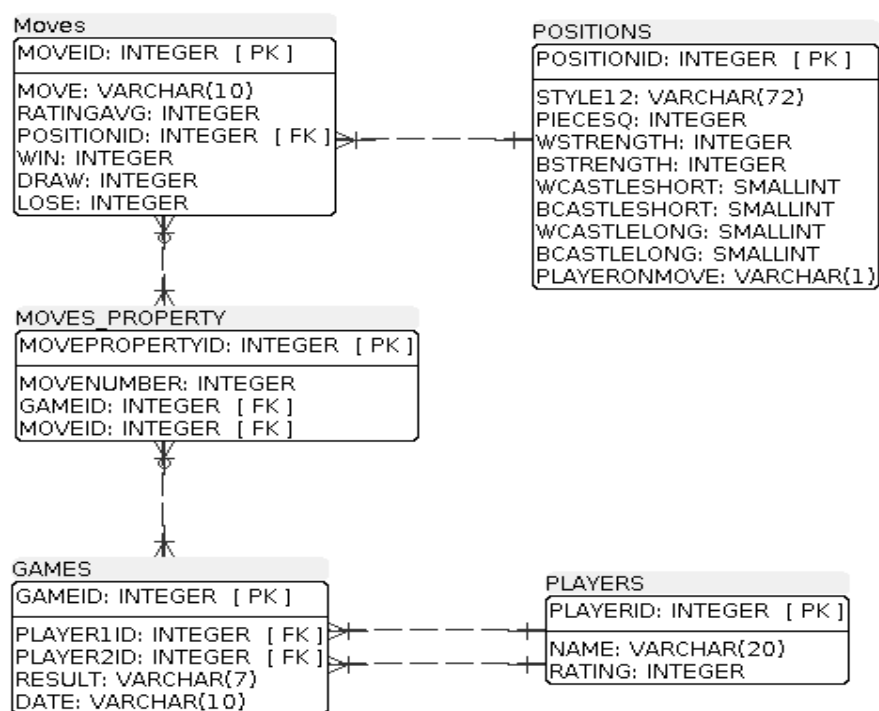 Moves
MOVEID: INTEGER [ PK ]
MOVE: VARCHAR(10)
RATINGAVG: INTEGER
POSITIONID: INTEGER [ FK ]
WIN: INTEGER
DRAW: INTEGER
LOSE: INTEGER
POSITIONS
POSITIONID: INTEGER [ PK ]
STYLE12: VARCHAR(72)
PIECESQ: INTEGER
WSTRENGTH: INTEGER
BSTRENGTH: INTEGER
WCASTLESHORT: SMALLINT
BCASTLESHORT: SMALLINT
WCASTLELONG: SMALLINT
BCASTLELONG: SMALLINT
PLAYERONMOVE: VARCHAR(1)
MOVES_PROPERTY
MOVEPROPERTYID: INTEGER [ PK ]
MOVENUMBER: INTEGER
GAMEID: INTEGER [ FK ]
MOVEID: INTEGER [ FK ]
GAMES
GAMEID: INTEGER [ PK ]
PLAYER1ID: INTEGER [ FK ]
PLAYER2ID: INTEGER [ FK ]
RESULT: VARCHAR(7)
DATE: VARCHAR(10)
PLAYERS
PLAYERID: INTEGER [ PK ]
NAME: VARCHAR(20)
RATING: INTEGER